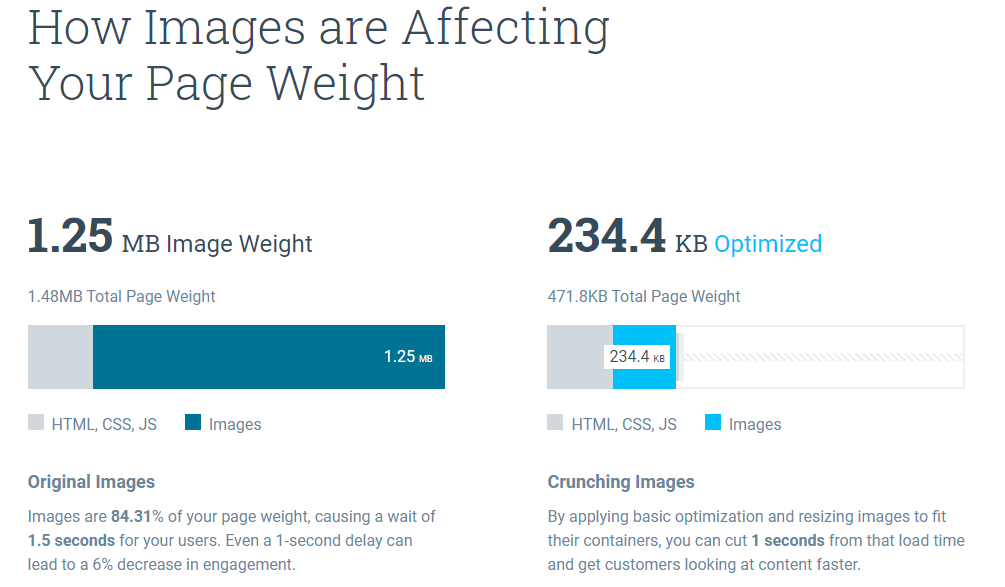 How Images are Affecting
Your Page Weight
1.25 MB Image Weight
1.48MB Total Page Weight
1.25 MB
HTML, CSS, JS
Images
Original Images
Images are 84.31% of your page weight, causing a wait of
1.5 seconds for your users. Even a 1-second delay can
lead to a 6% decrease in engagement.
234.4 KB Optimized
471.8KB Total Page Weight
234.4 KB
HTML, CSS, JS
Images
Crunching Images
By applying basic optimization and resizing images to fit
their containers, you can cut 1 seconds from that load time
and get customers looking at content faster.